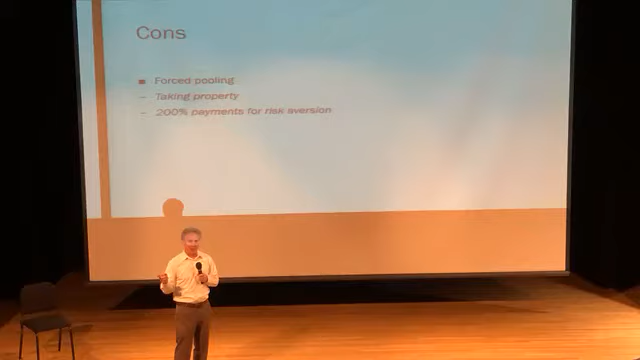 Cons
■ Forced pooling
– Taking property
– 200% payments for risk aversion